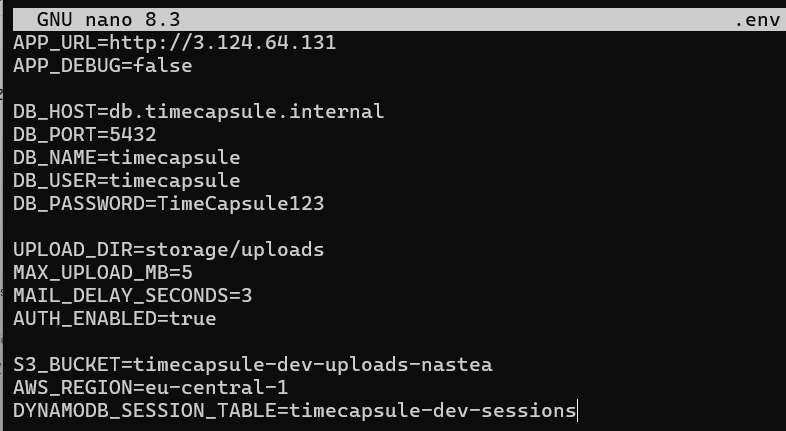 GNU nano 8.3 .env
APP_URL=http://3.124.64.131
APP_DEBUG=false
DB_HOST=db.timecapsule.internal
DB_PORT=5432
DB_NAME=timecapsule
DB_USER=timecapsule
DB_PASSWORD=TimeCapsule123
UPLOAD_DIR=storage/uploads
MAX_UPLOAD_MB=5
MAIL_DELAY_SECONDS=3
AUTH_ENABLED=true
S3_BUCKET=timecapsule-dev-uploads-nastea
AWS_REGION=eu-central-1
DYNAMODB_SESSION_TABLE=timecapsule-dev-sessions